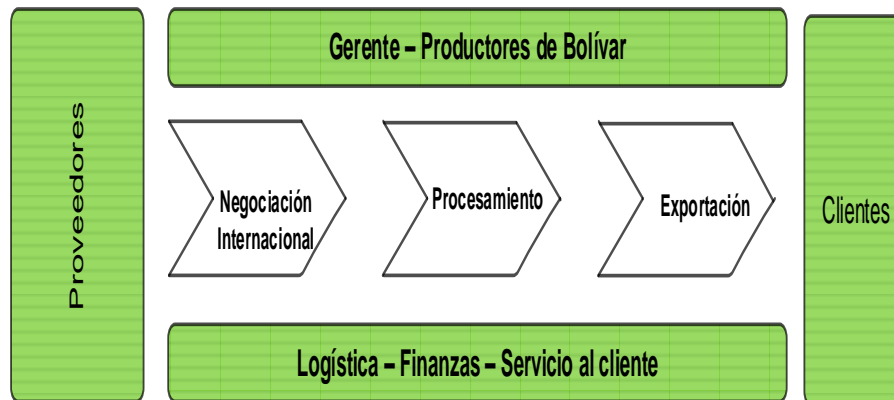 Proveedores
Gerente – Productores de Bolívar
Negociación
Internacional
Procesamiento
Exportación
Clientes
Logística – Finanzas – Servicio al cliente